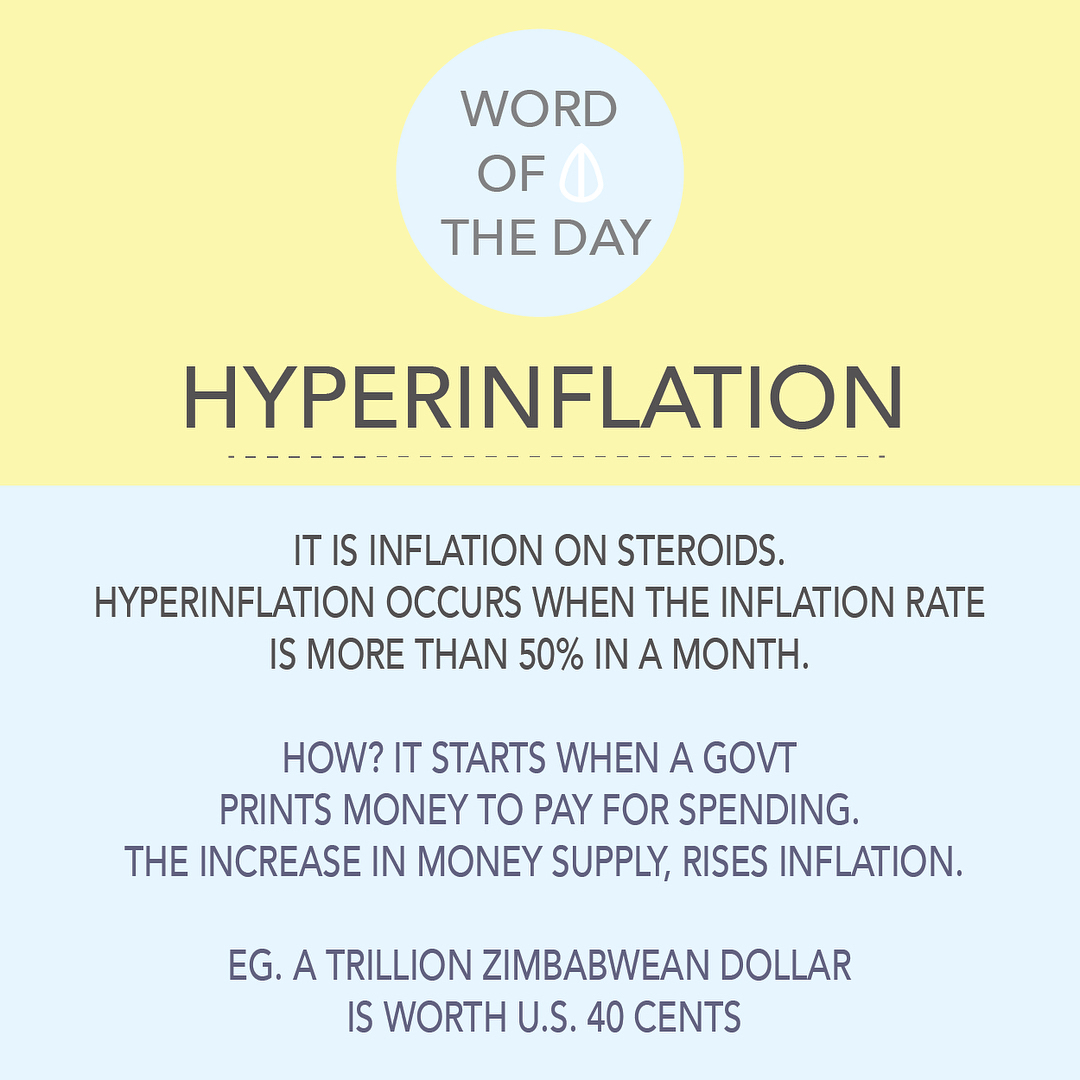 WORD
OF
THE DAY
HYPERINFLATION
IT IS INFLATION ON STEROIDS.
HYPERINFLATION OCCURS WHEN THE INFLATION RATE
IS MORE THAN 50% IN A MONTH.
HOW? IT STARTS WHEN A GOVT
PRINTS MONEY TO PAY FOR SPENDING.
THE INCREASE IN MONEY SUPPLY, RISES INFLATION.
EG. A TRILLION ZIMBABWEAN DOLLAR
IS WORTH U.S. 40 CENTS